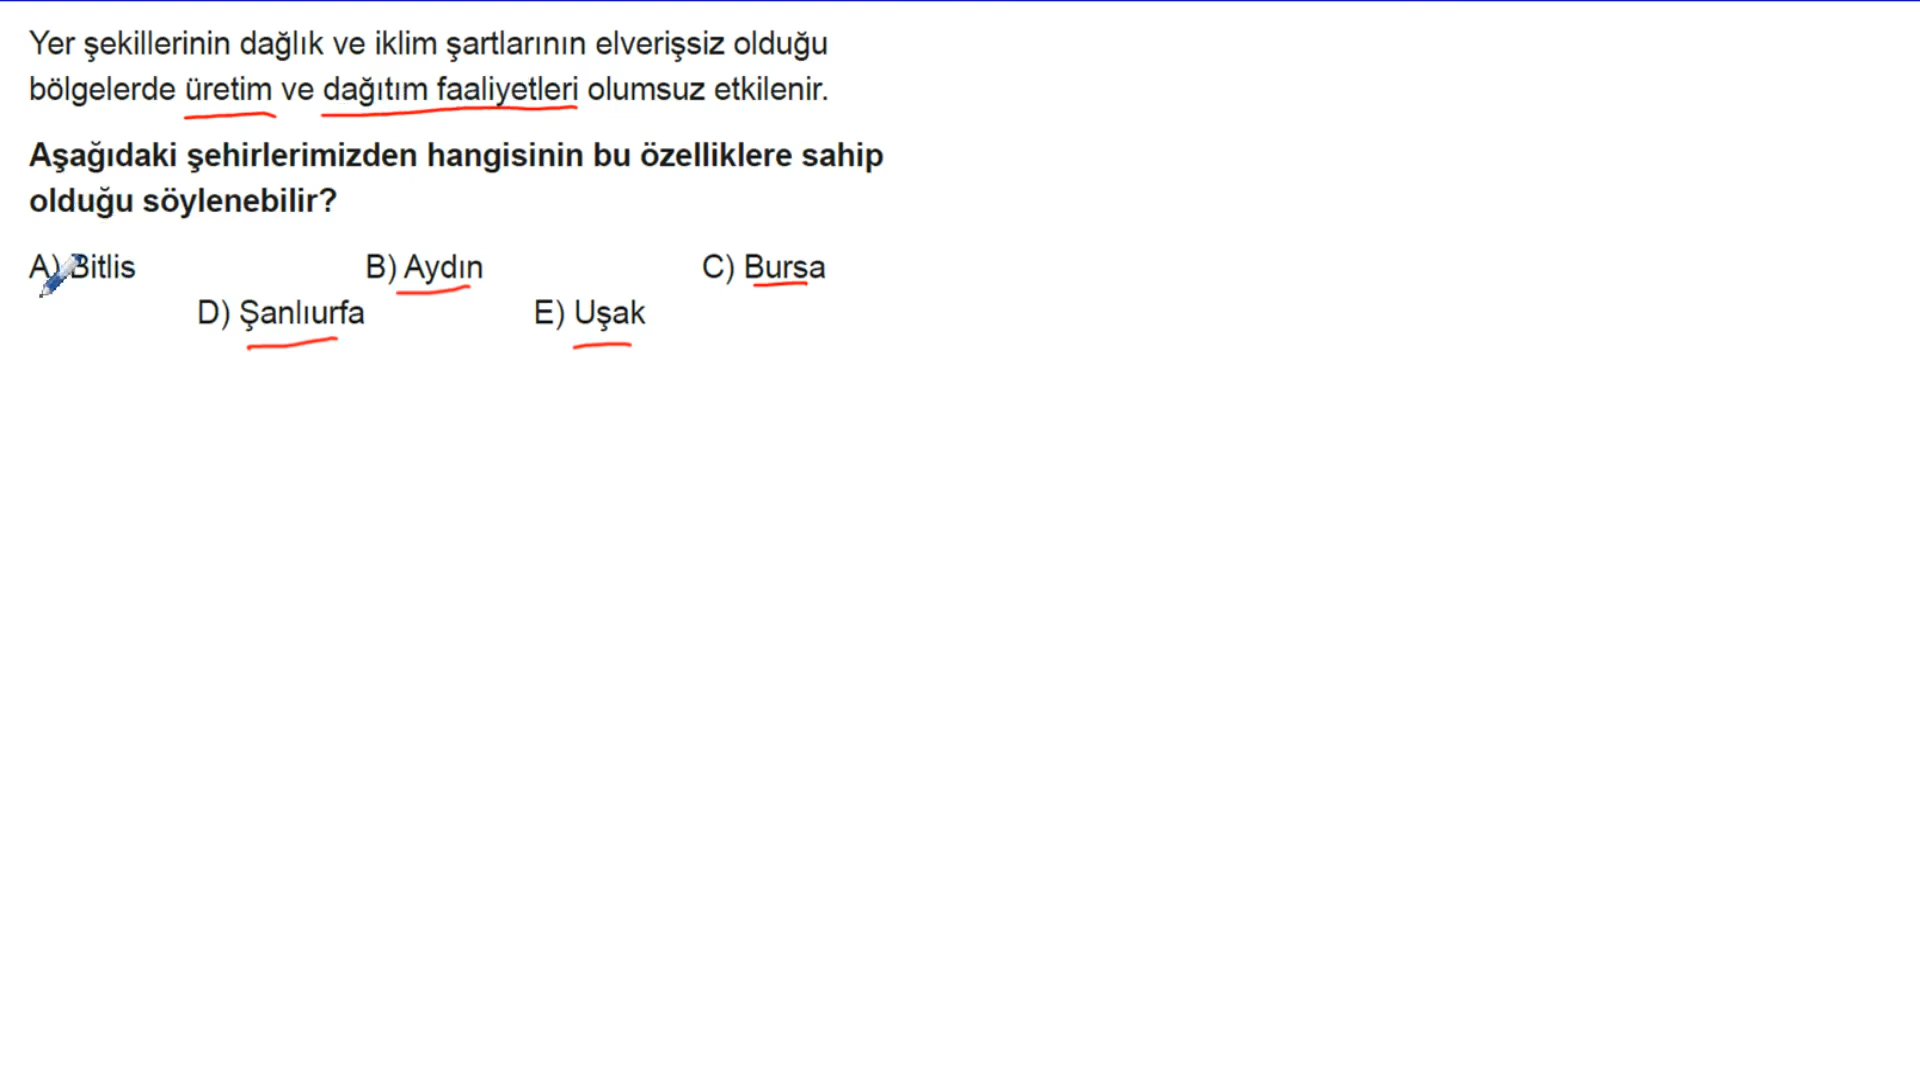 Yer şekillerinin dağlık ve iklim şartlarının elverişsiz olduğu
bölgelerde üretim ve dağıtım faaliyetleri olumsuz etkilenir.
Aşağıdaki şehirlerimizden hangisinin bu özelliklere sahip
olduğu söylenebilir?
A) Bitlis B) Aydın C) Bursa
D) Şanlıurfa E) Uşak